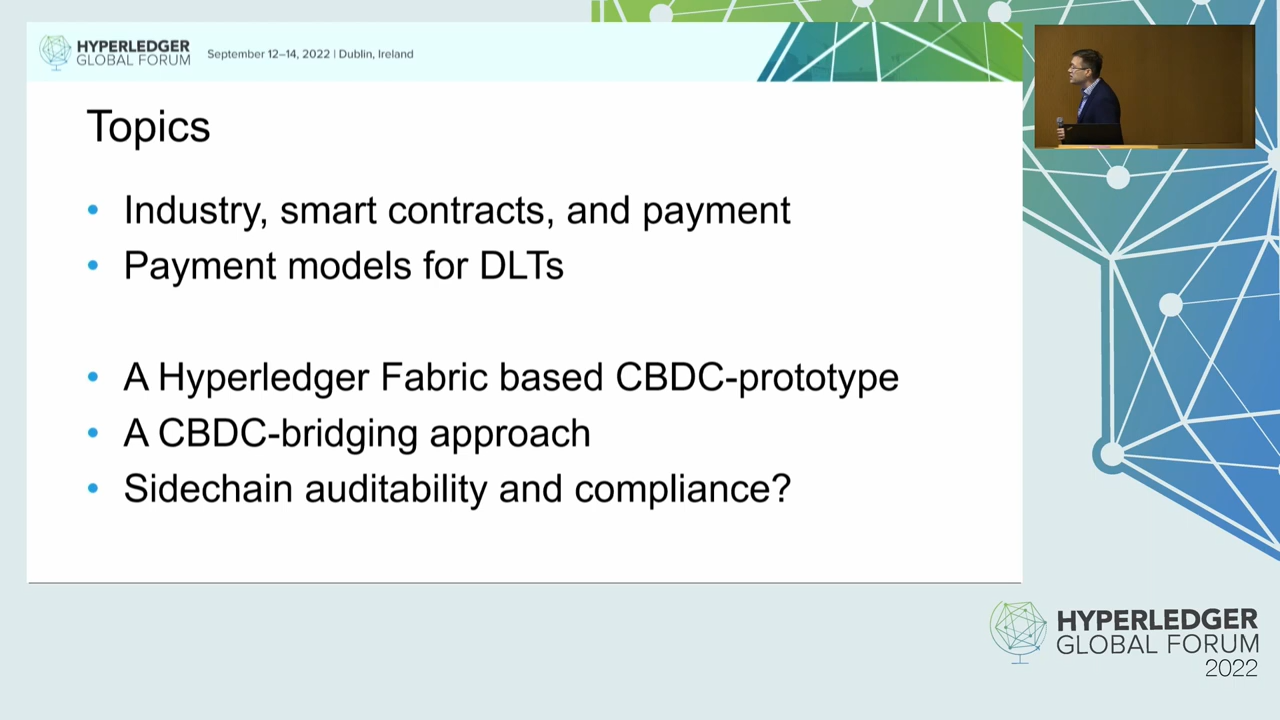 HYPERLEDGER
GLOBAL FORUM
September 12–14, 2022 | Dublin, Ireland
Topics
• Industry, smart contracts, and payment
• Payment models for DLTs
• A Hyperledger Fabric based CBDC-prototype
• A CBDC-bridging approach
• Sidechain auditability and compliance?
HYPERLEDGER
GLOBAL FORUM
2022